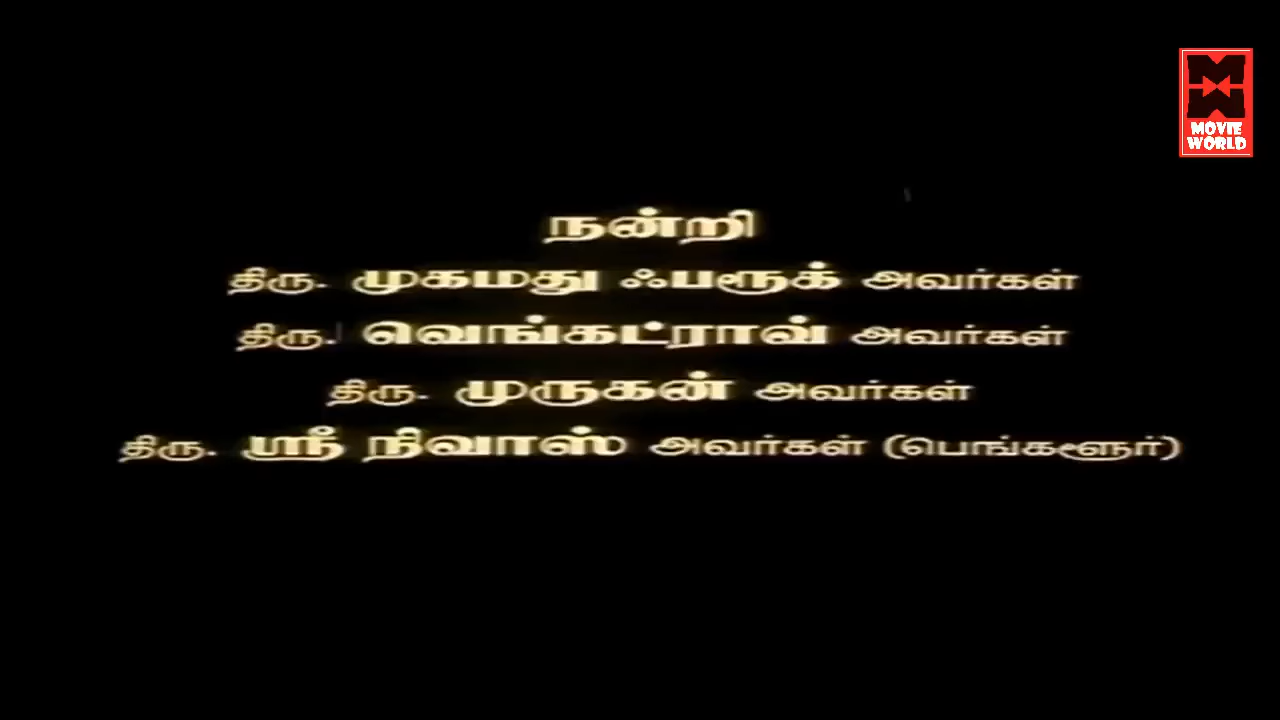 MOVIE
WORLD
நன்றி
திரு. முகமது ஃபரூக் அவர்கள்
திரு. வெங்கட்ராவ் அவர்கள்
திரு. முருகன் அவர்கள்
திரு. ஸ்ரீ நிவாஸ் அவர்கள் (பெங்களூர்)